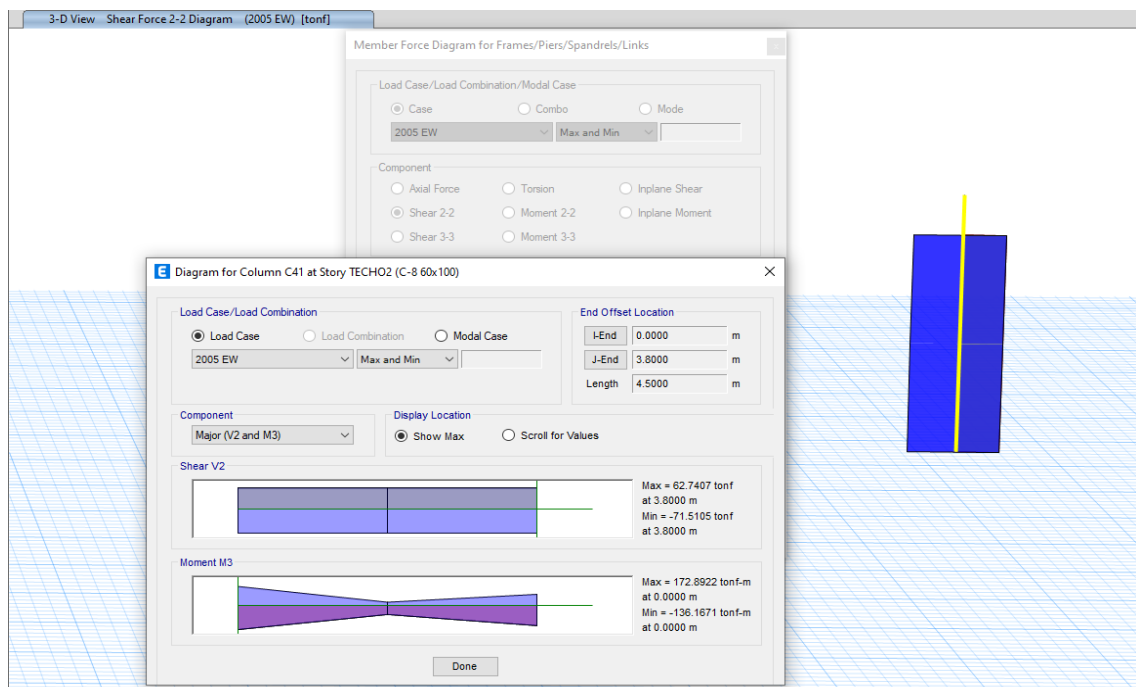 3-D View   Shear Force 2-2 Diagram   (2005 EW)  [tonf]
Member Force Diagram for Frames/Piers/Spandrels/Links
Load Case/Load Combination/Modal Case
Case   Combo   Mode
2005 EW   Max and Min
Component
Axial Force   Torsion   Inplane Shear
Shear 2-2   Moment 2-2   Inplane Moment
Shear 3-3   Moment 3-3
E Diagram for Column C41 at Story TECHO2 (C-8 60x100)
Load Case/Load Combination
Load Case   Load Combination   Modal Case
2005 EW   Max and Min
End Offset Location
I-End   0.0000   m
J-End   3.8000   m
Length   4.5000   m
Component
Major (V2 and M3)
Display Location
Show Max   Scroll for Values
Shear V2
Max = 62.7407 tonf
at 3.8000 m
Min = -71.5105 tonf
at 3.8000 m
Moment M3
Max = 172.8922 tonf-m
at 0.0000 m
Min = -136.1671 tonf-m
at 0.0000 m
Done